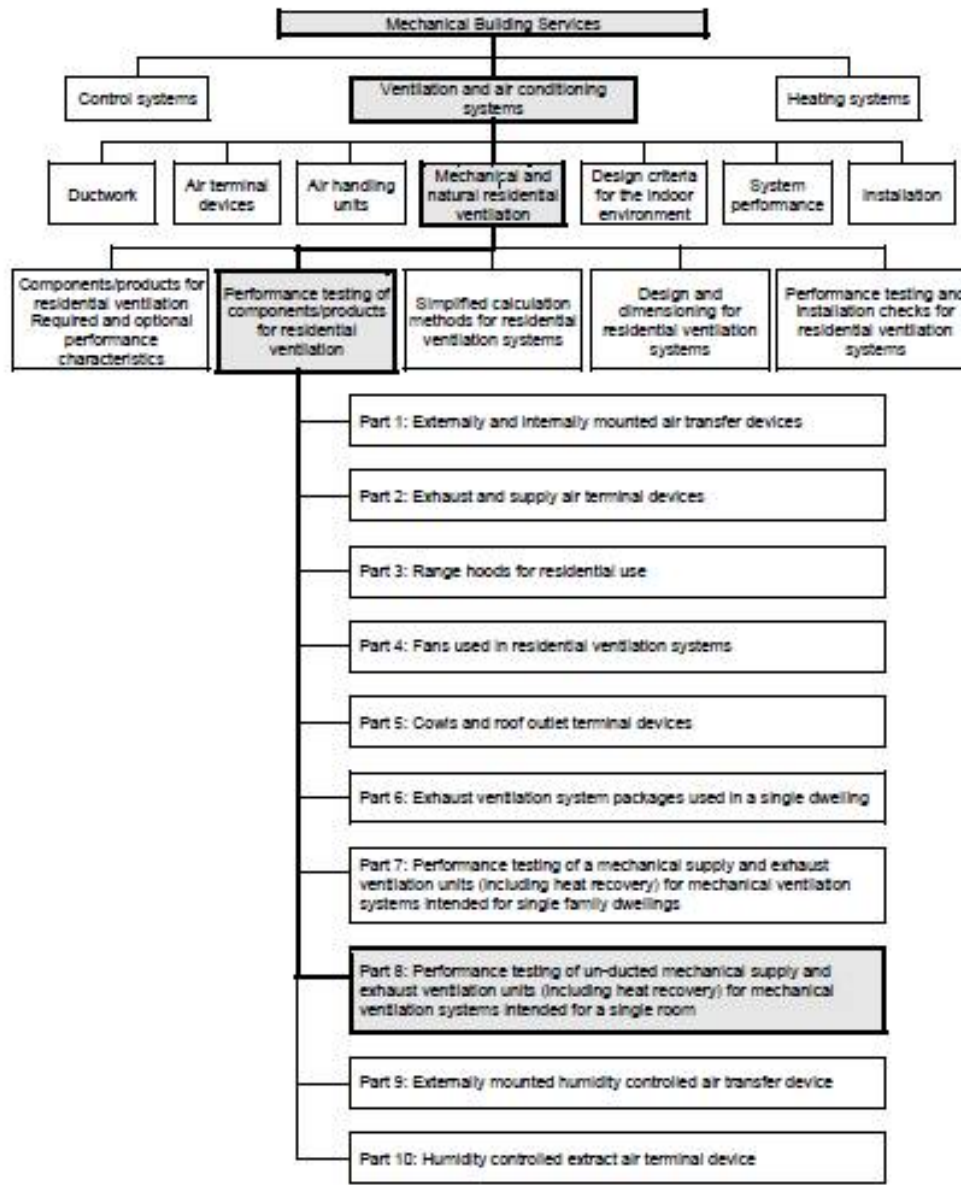 Mechanical Building Services
Control systems
Ventilation and air conditioning
systems
Heating systems
Ductwork
Air terminal
devices
Air handling
units
Mechanical and
natural residential
ventilation
Design criteria
for the indoor
environment
System
performance
Installation
Components/products for
residential ventilation
Required and optional
performance
characteristics
Performance testing of
components/products
for residential
ventilation
Simplified calculation
methods for residential
ventilation systems
Design and
dimensioning for
residential ventilation
systems
Performance testing and
installation checks for
residential ventilation
systems
Part 1: Externally and internally mounted air transfer devices
Part 2: Exhaust and supply air terminal devices
Part 3: Range hoods for residential use
Part 4: Fans used in residential ventilation systems
Part 5: Cowls and roof outlet terminal devices
Part 6: Exhaust ventilation system packages used in a single dwelling
Part 7: Performance testing of a mechanical supply and exhaust
ventilation units (including heat recovery) for mechanical ventilation
systems intended for single family dwellings
Part 8: Performance testing of un-ducted mechanical supply and
exhaust ventilation units (including heat recovery) for mechanical
ventilation systems intended for a single room
Part 9: Externally mounted humidity controlled air transfer device
Part 10: Humidity controlled extract air terminal device